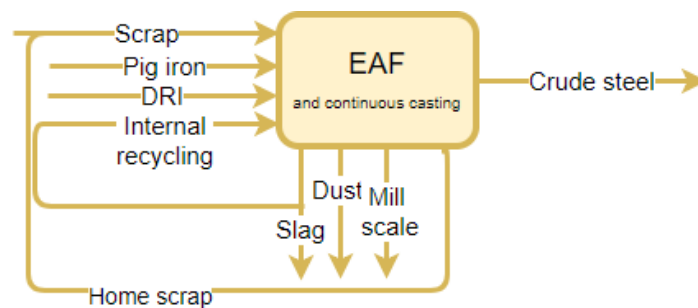 Scrap
Pig iron
DRI
Internal
recycling
EAF
and continuous casting
Crude steel
Slag
Dust
Mill
scale
Home scrap